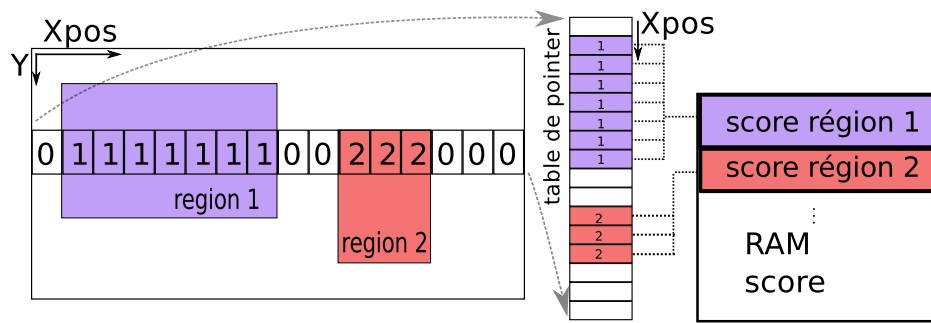 Xpos
Y
0 1 1 1 1 1 1 1 0 0 2 2 2 0 0 0
region 1
region 2
table de pointer
Xpos
1
1
1
1
1
1
1
2
2
2
score région 1
score région 2
⋮
RAM
score